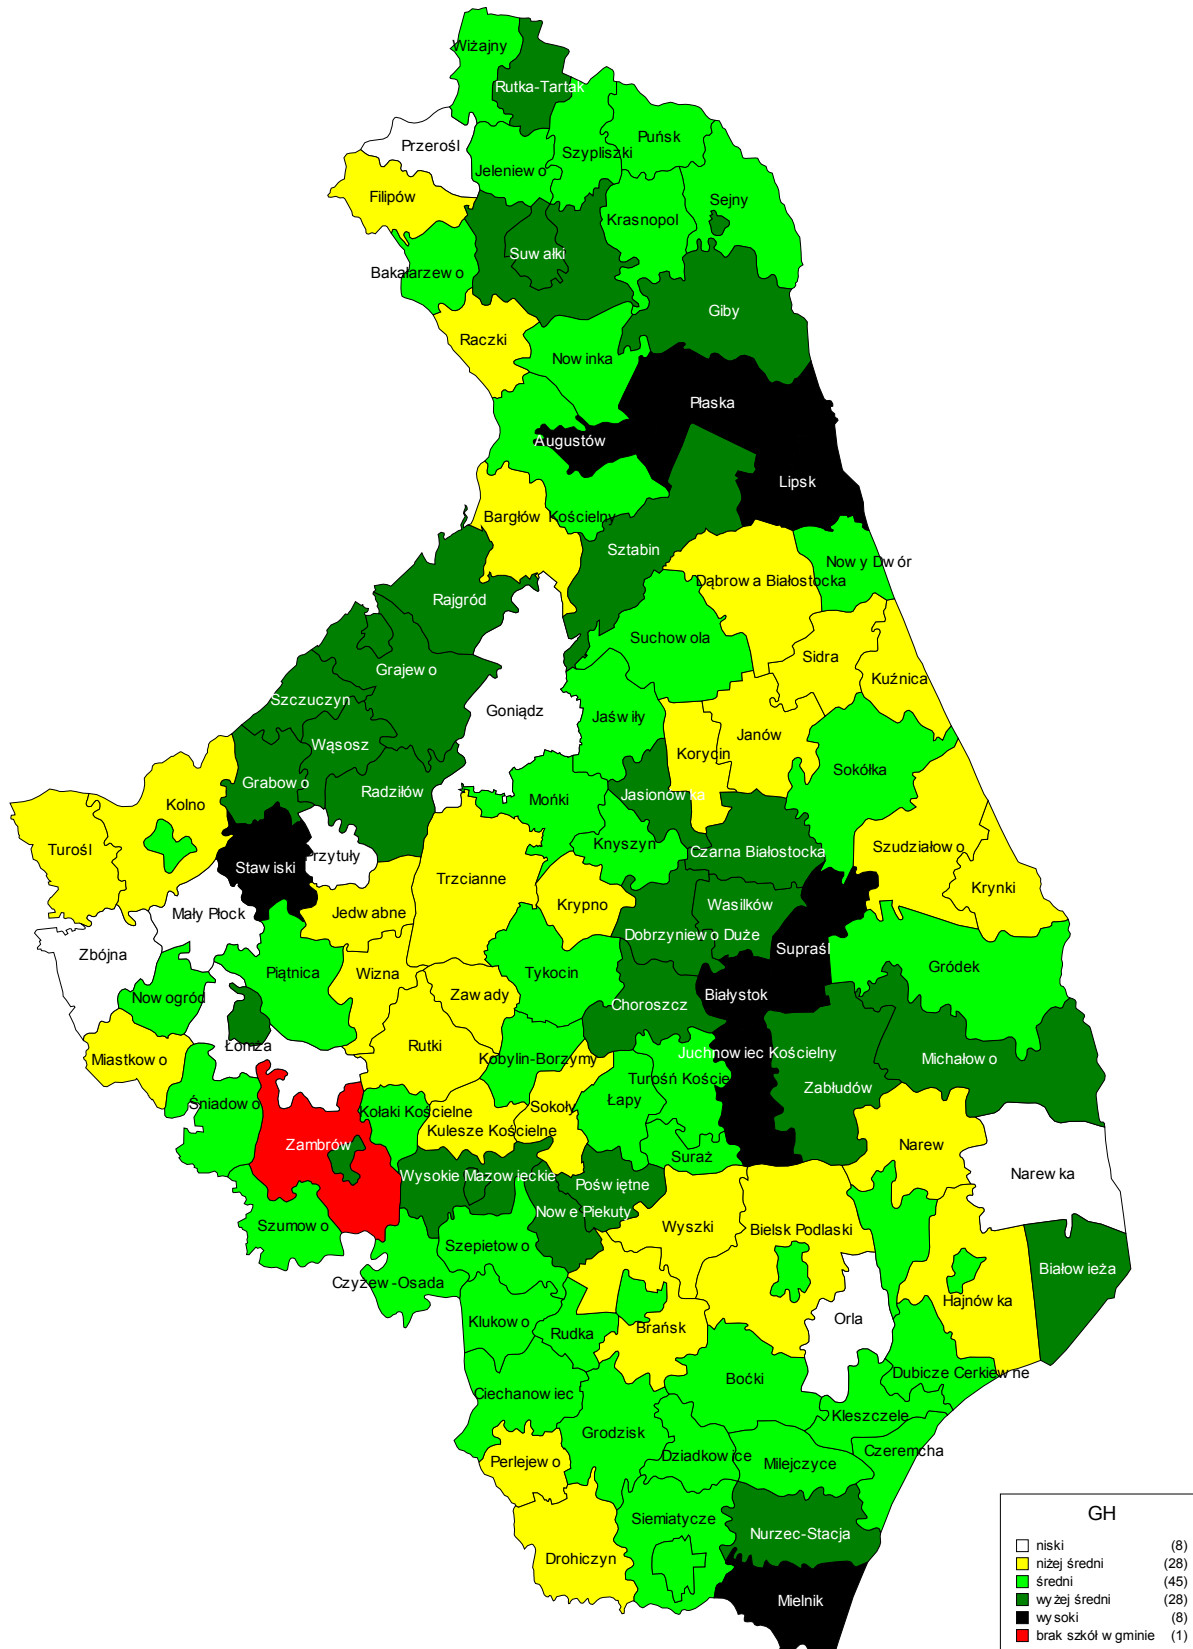 Wiżajny
Rutka-Tartak
Przerośl
Puńsk
Szypliszki
Jeleniewo
Filipów
Sejny
Krasnopol
Suwałki
Bakałarzewo
Giby
Raczki
Nowinka
Płaska
Augustów
Lipsk
Bargłów Kościelny
Sztabin
Nowy Dwór
Dąbrowa Białostocka
Rajgród
Suchowola
Sidra
Grajewo
Kuźnica
Szczuczyn
Goniądz
Jaświły
Janów
Wąsosz
Korycin
Sokółka
Grabowo
Radziłów
Jasionówka
Mońki
Kolno
Turośl
Knyszyn
Czarna Białostocka
Szudziałowo
Przytuły
Stawiski
Trzcianne
Krynki
Krypno
Wasilków
Mały Płock
Jedwabne
Dobrzyniewo Duże
Supraśl
Zbójna
Gródek
Piątnica
Wizna
Tykocin
Zawady
Białystok
Nowogród
Choroszcz
Łomża
Rutki
Miastkowo
Kobylin-Borzymy
Juchnowiec Kościelny
Michałowo
Turośń Koście
Zabłudów
Łapy
Sokoły
Śniadowo
Kołaki Kościelne
Kulesze Kościelne
Zambrów
Narew
Suraż
Narewka
Wysokie Mazowieckie
Poświętne
Nowe Piekuty
Szumowo
Wyszki
Bielsk Podlaski
Szepietowo
Białowieża
Czyżew-Osada
Hajnówka
Klukowo
Rudka
Brańsk
Orla
Boćki
Dubicze Cerkiewne
Ciechanowiec
Kleszczele
Grodzisk
Czeremcha
Dziadkowice
Milejczyce
Perlejewo
Siemiatycze
Nurzec-Stacja
Drohiczyn
Mielnik
GH
niski (8)
niżej średni (28)
średni (45)
wyżej średni (28)
wysoki (8)
brak szkół w gminie (1)